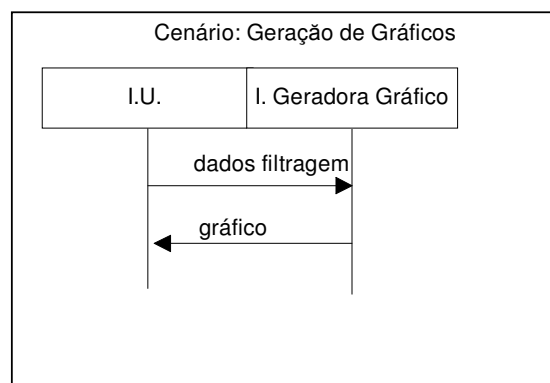 Cenário: Geração de Gráficos
I.U.
I. Geradora Gráfico
dados filtragem
gráfico